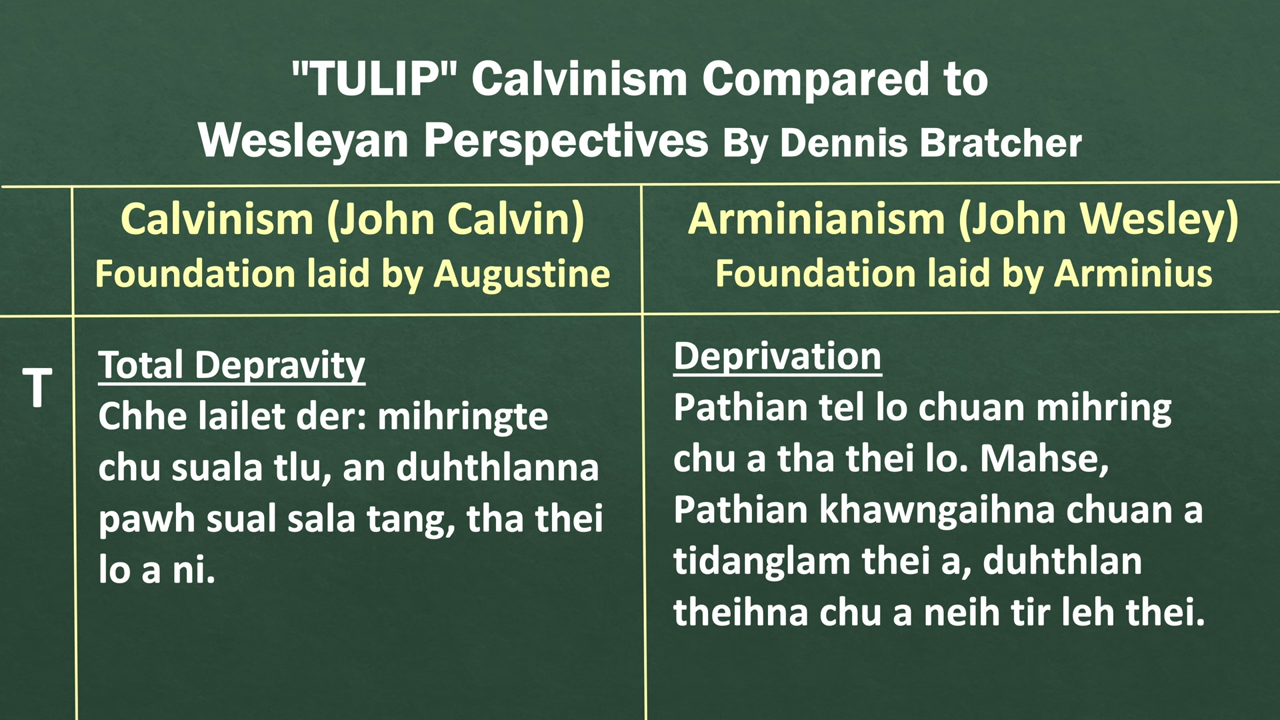 "TULIP" Calvinism Compared to
Wesleyan Perspectives By Dennis Bratcher
Calvinism (John Calvin)
Foundation laid by Augustine
Arminianism (John Wesley)
Foundation laid by Arminius
T
Total Depravity
Chhe lailet der: mihringte
chu suala tlu, an duhthlanna
pawh sual sala tang, tha thei
lo a ni.
Deprivation
Pathian tel lo chuan mihring
chu a tha thei lo. Mahse,
Pathian khawngaihna chuan a
tidanglam thei a, duhthlan
theihna chu a neih tir leh thei.